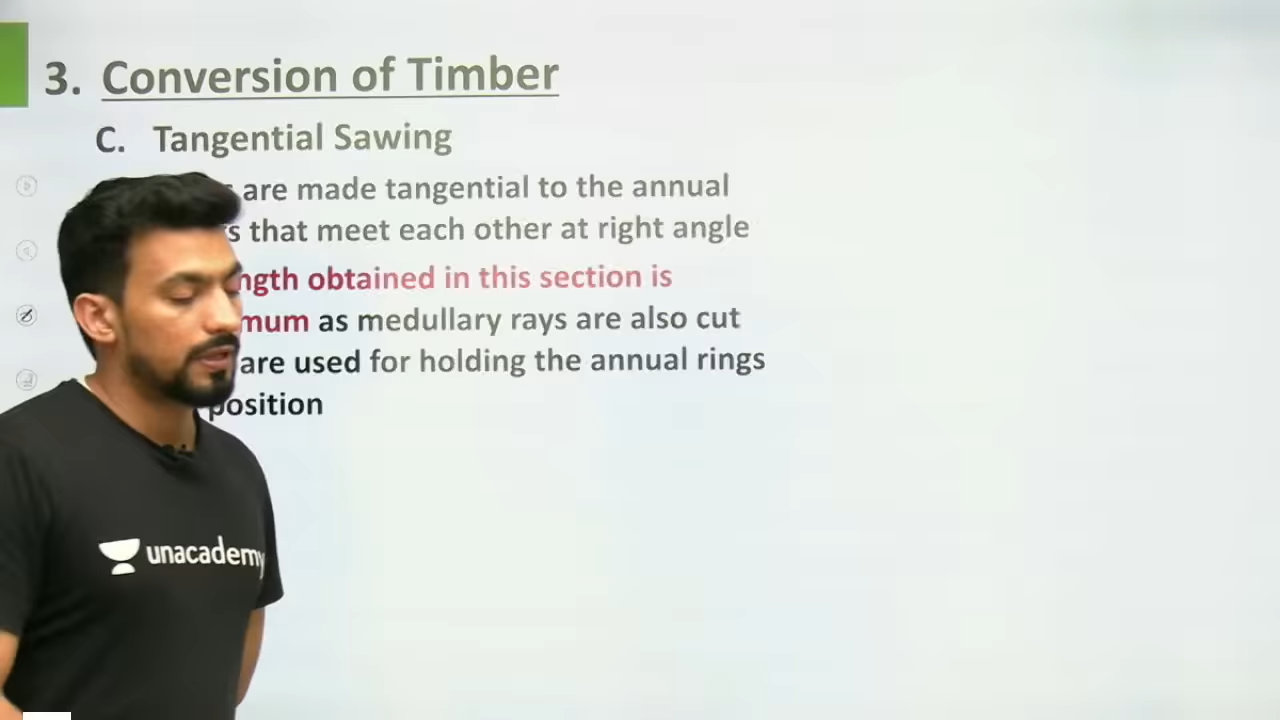 3. Conversion of Timber
C. Tangential Sawing
are made tangential to the annual
that meet each other at right angle
obtained in this section is
as medullary rays are also cut
are used for holding the annual rings
position
unacademy